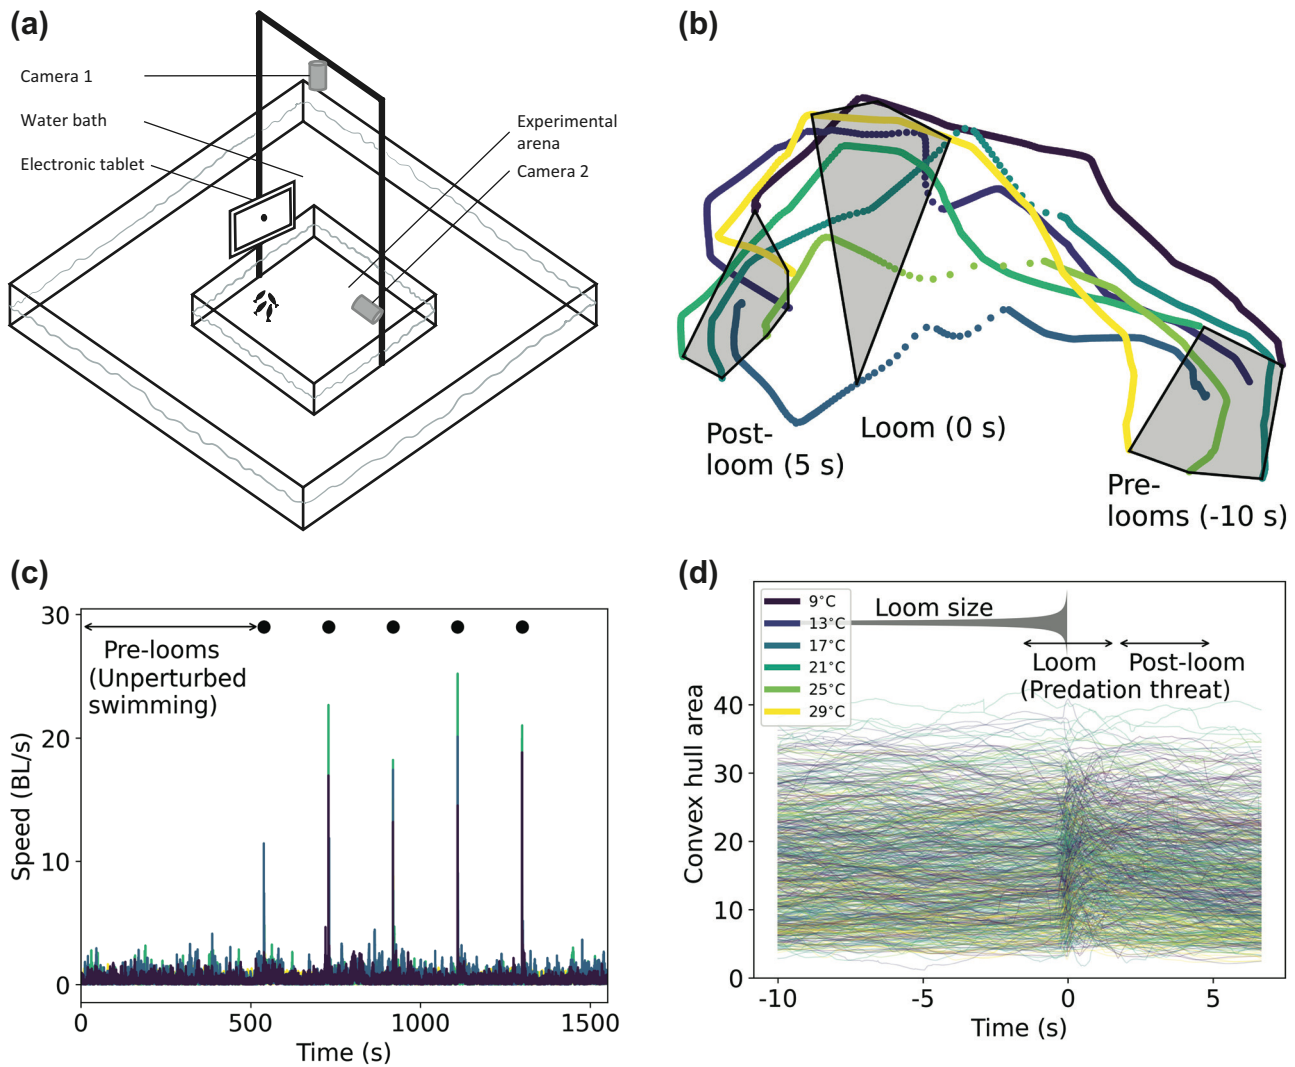 (a)
Camera 1
Water bath
Electronic tablet
Experimental
arena
Camera 2
(b)
Post-
loom (5 s)
Loom (0 s)
Pre-
looms (-10 s)
(c)
30
20
10
0
Speed (BL/s)
Pre-looms
(Unperturbed
swimming)
0
500
1000
1500
Time (s)
(d)
9°C
13°C
17°C
21°C
25°C
29°C
Loom size
Loom
Post-loom
(Predation threat)
40
30
20
10
0
Convex hull area
-10
-5
0
5
Time (s)